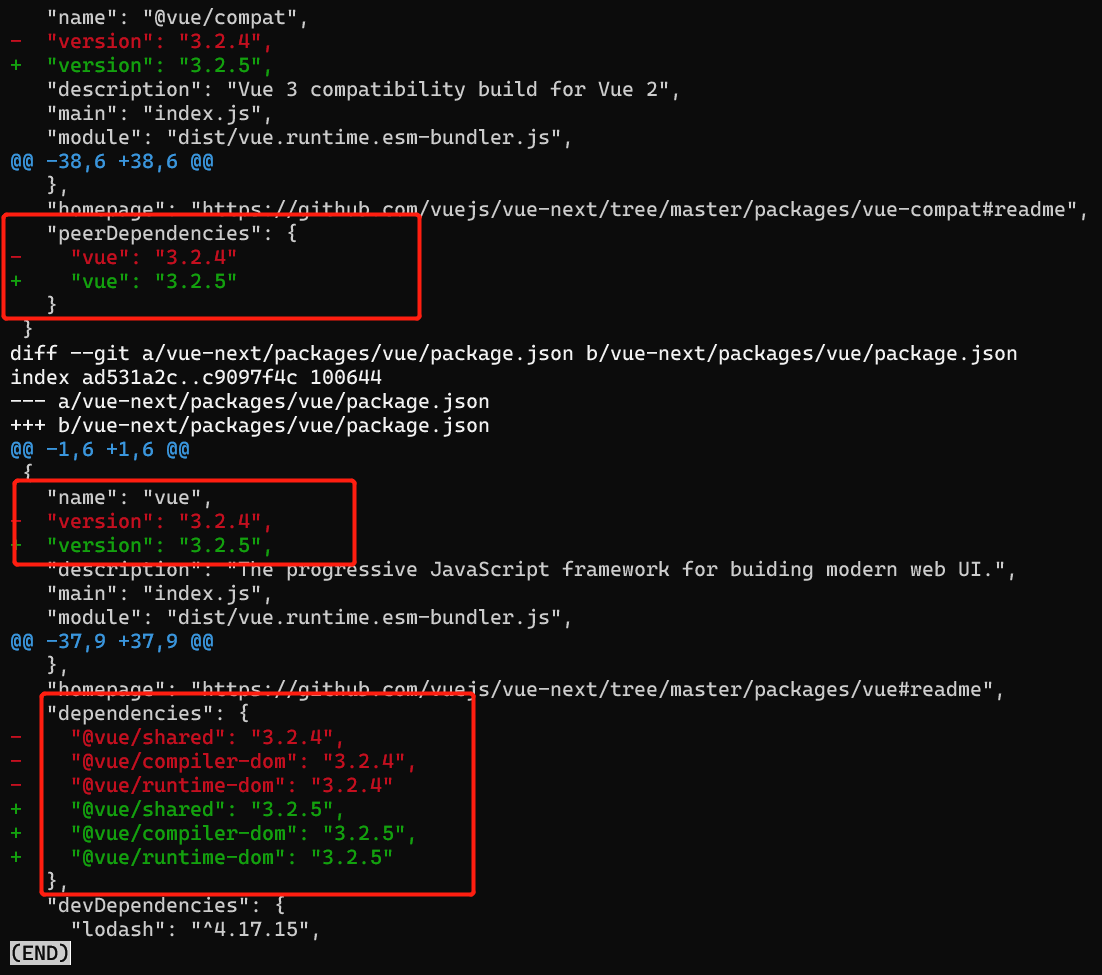 "name": "@vue/compat",
-  "version": "3.2.4",
+  "version": "3.2.5",
"description": "Vue 3 compatibility build for Vue 2",
"main": "index.js",
"module": "dist/vue.runtime.esm-bundler.js",
@@ -38,6 +38,6 @@
},
"homepage": "https://github.com/vuejs/vue-next/tree/master/packages/vue-compat#readme",
"peerDependencies": {
-    "vue": "3.2.4"
+    "vue": "3.2.5"
}
}
diff --git a/vue-next/packages/vue/package.json b/vue-next/packages/vue/package.json
index ad531a2c..c9097f4c 100644
--- a/vue-next/packages/vue/package.json
+++ b/vue-next/packages/vue/package.json
@@ -1,6 +1,6 @@
{
"name": "vue",
-  "version": "3.2.4",
+  "version": "3.2.5",
"description": "The progressive JavaScript framework for buiding modern web UI.",
"main": "index.js",
"module": "dist/vue.runtime.esm-bundler.js",
@@ -37,9 +37,9 @@
},
"homepage": "https://github.com/vuejs/vue-next/tree/master/packages/vue#readme",
"dependencies": {
-    "@vue/shared": "3.2.4",
-    "@vue/compiler-dom": "3.2.4",
-    "@vue/runtime-dom": "3.2.4"
+    "@vue/shared": "3.2.5",
+    "@vue/compiler-dom": "3.2.5",
+    "@vue/runtime-dom": "3.2.5"
},
"devDependencies": {
"lodash": "^4.17.15",
(END)